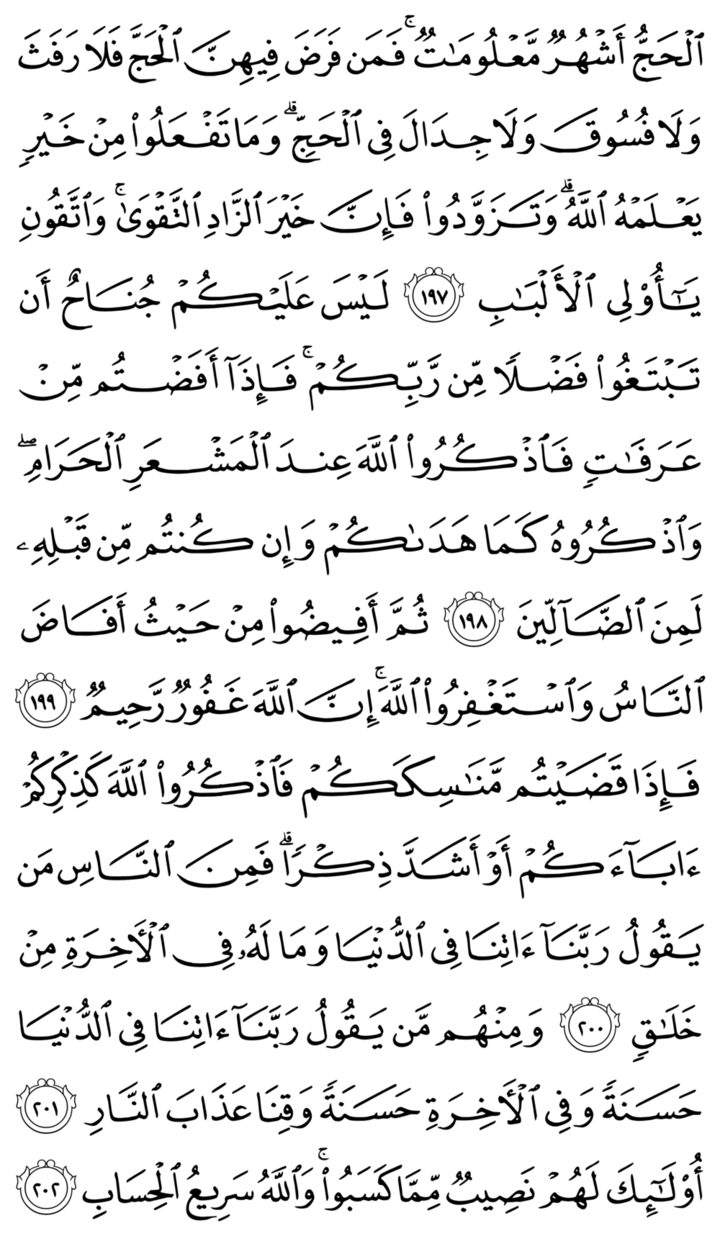 ٱلۡحَجُّ أَشۡهُرٞ مَّعۡلُومَٰتٞۚ فَمَن فَرَضَ فِيهِنَّ ٱلۡحَجَّ فَلَا رَفَثَ
وَلَا فُسُوقَ وَلَا جِدَالَ فِي ٱلۡحَجِّۗ وَمَا تَفۡعَلُواْ مِنۡ خَيۡرٖ
يَعۡلَمۡهُ ٱللَّهُۗ وَتَزَوَّدُواْ فَإِنَّ خَيۡرَ ٱلزَّادِ ٱلتَّقۡوَىٰۖ وَٱتَّقُونِ
يَٰٓأُوْلِي ٱلۡأَلۡبَٰبِ ١٩٧ لَيۡسَ عَلَيۡكُمۡ جُنَاحٌ أَن
تَبۡتَغُواْ فَضۡلٗا مِّن رَّبِّكُمۡۚ فَإِذَآ أَفَضۡتُم مِّنۡ
عَرَفَٰتٖ فَٱذۡكُرُواْ ٱللَّهَ عِندَ ٱلۡمَشۡعَرِ ٱلۡحَرَامِۖ
وَٱذۡكُرُوهُ كَمَا هَدَىٰكُمۡ وَإِن كُنتُم مِّن قَبۡلِهِۦ
لَمِنَ ٱلضَّآلِّينَ ١٩٨ ثُمَّ أَفِيضُواْ مِنۡ حَيۡثُ أَفَاضَ
ٱلنَّاسُ وَٱسۡتَغۡفِرُواْ ٱللَّهَۚ إِنَّ ٱللَّهَ غَفُورٞ رَّحِيمٞ ١٩٩
فَإِذَا قَضَيۡتُم مَّنَٰسِكَكُمۡ فَٱذۡكُرُواْ ٱللَّهَ كَذِكۡرِكُمۡ
ءَابَآءَكُمۡ أَوۡ أَشَدَّ ذِكۡرٗاۗ فَمِنَ ٱلنَّاسِ مَن
يَقُولُ رَبَّنَآ ءَاتِنَا فِي ٱلدُّنۡيَا وَمَا لَهُۥ فِي ٱلۡأٓخِرَةِ مِنۡ
خَلَٰقٖ ٢٠٠ وَمِنۡهُم مَّن يَقُولُ رَبَّنَآ ءَاتِنَا فِي ٱلدُّنۡيَا
حَسَنَةٗ وَفِي ٱلۡأٓخِرَةِ حَسَنَةٗ وَقِنَا عَذَابَ ٱلنَّارِ ٢٠١
أُوْلَٰٓئِكَ لَهُمۡ نَصِيبٞ مِّمَّا كَسَبُواْۚ وَٱللَّهُ سَرِيعُ ٱلۡحِسَابِ ٢٠٢